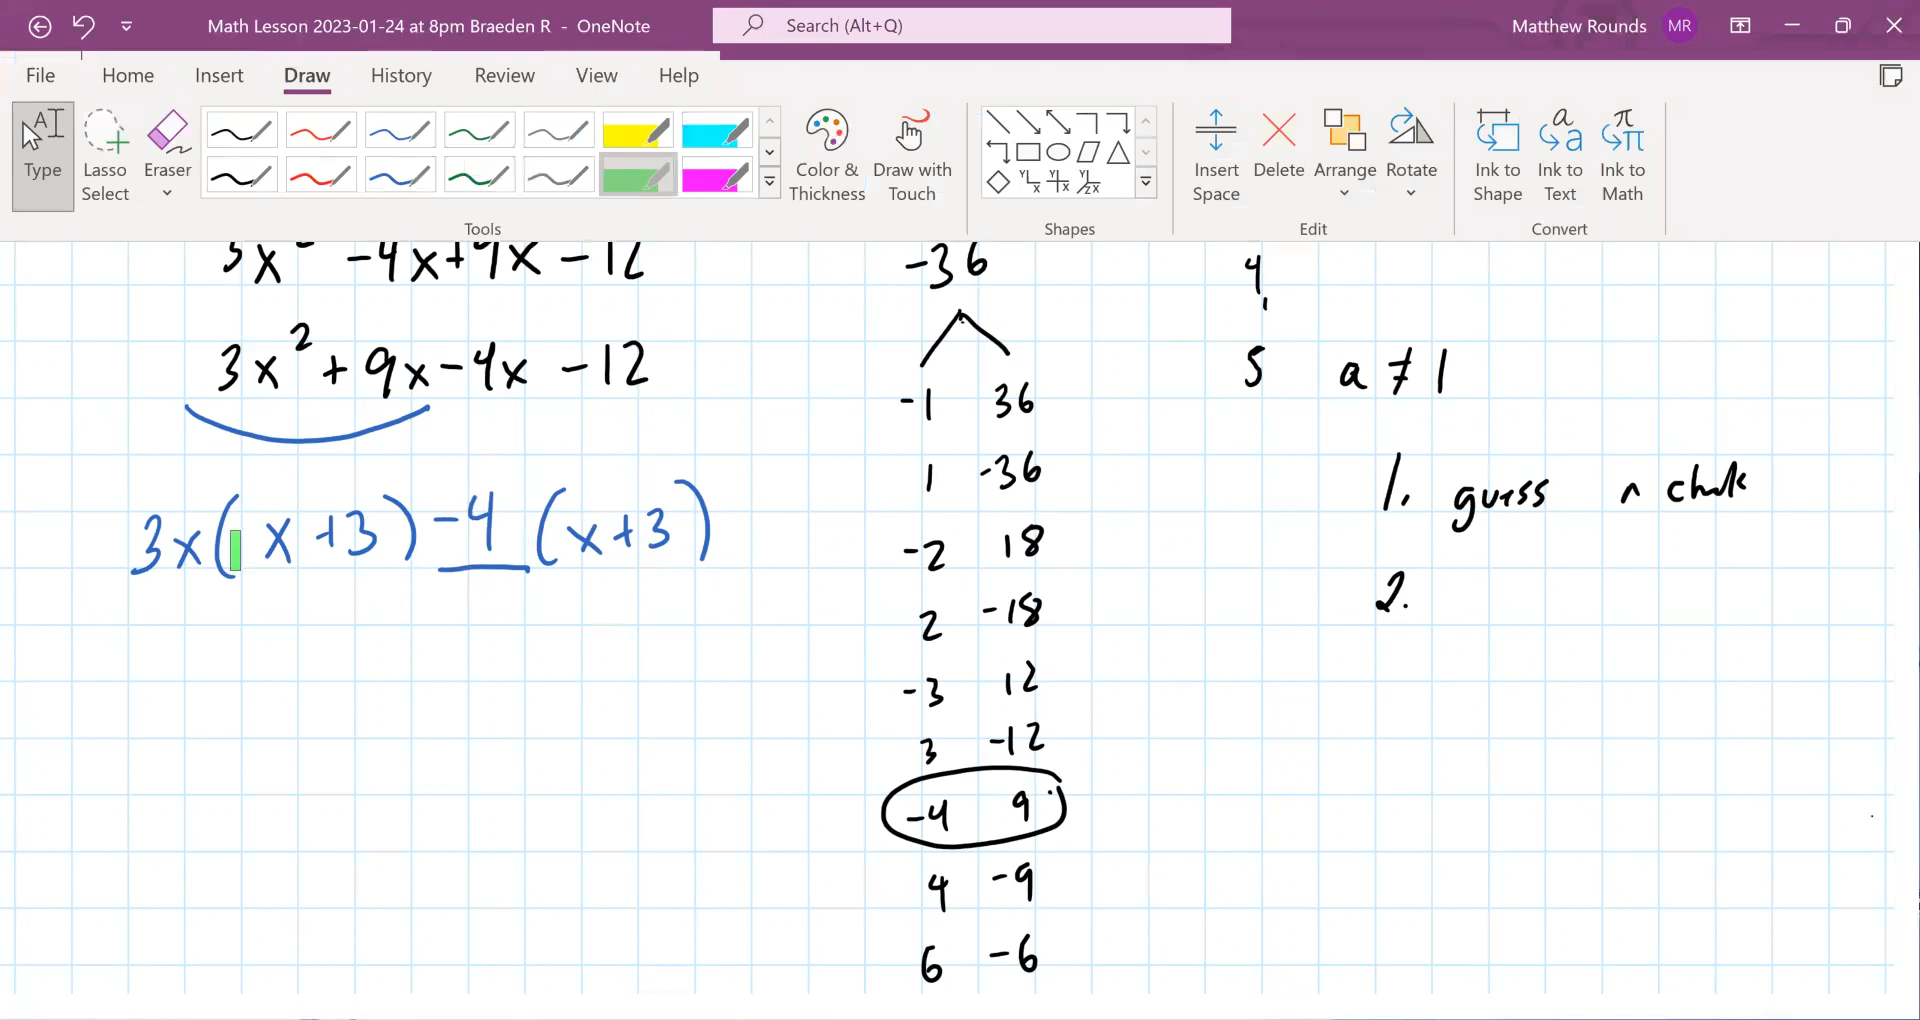 Math Lesson 2023-01-24 at 8pm Braeden R - OneNote
Search (Alt+Q)
Matthew Rounds MR
File Home Insert Draw History Review View Help
Type
Lasso Select
Eraser
Color & Thickness
Draw with Touch
Insert Space
Delete
Arrange
Rotate
Ink to Shape
Ink to Text
Ink to Math
Tools Shapes Edit Convert
3x² -4x+9x -12
3x² + 9x -4x -12
3x( x+3) -4 (x+3)
-36
-1 36
1 -36
-2 18
2 -18
-3 12
3 -12
-4 9
4 -9
6 -6
4
5 a ≠ 1
1. guess n
2.